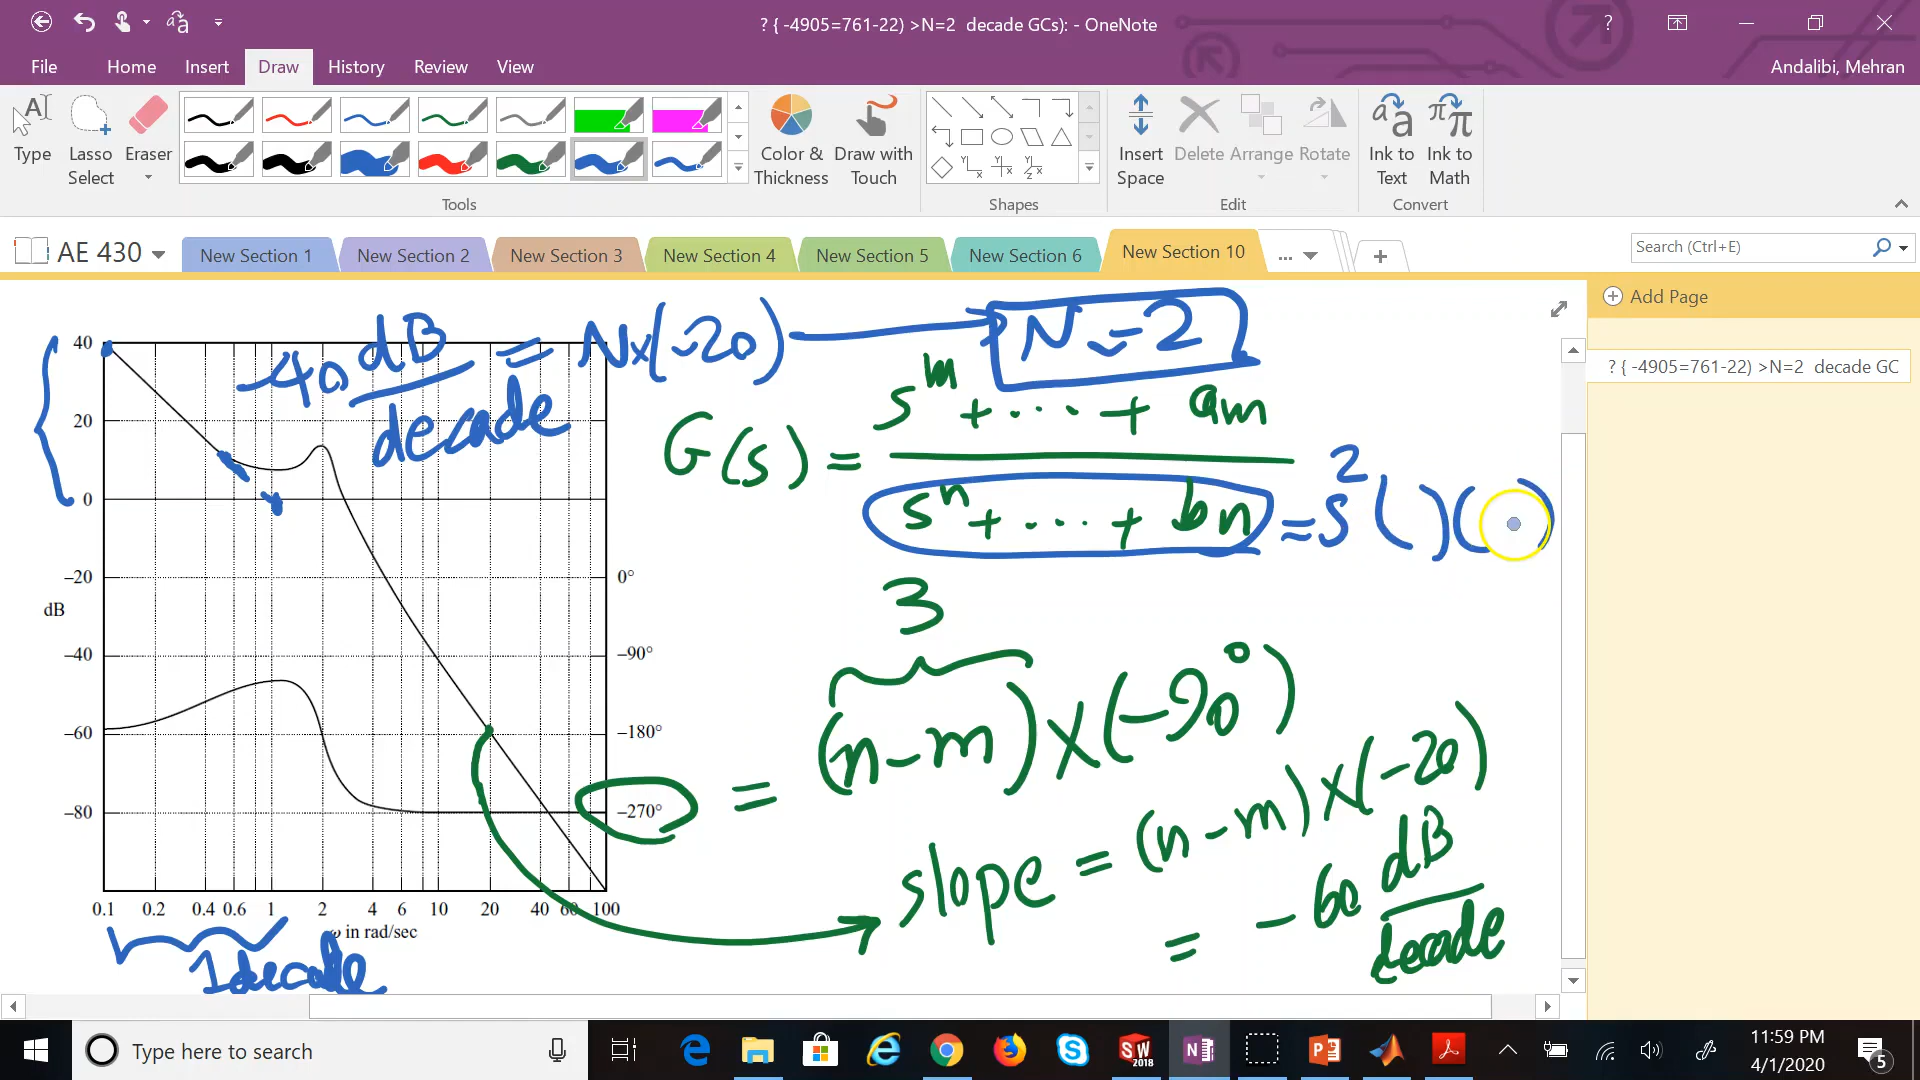 ? { -4905=761-22) >N=2  decade GCs): - OneNote
?
File
Home
Insert
Draw
History
Review
View
Andalibi, Mehran
Type
Lasso Select
Eraser
Color & Thickness
Draw with Touch
Insert Space
Delete
Arrange
Rotate
Ink to Text
Ink to Math
Tools
Shapes
Edit
Convert
AE 430
New Section 1
New Section 2
New Section 3
New Section 4
New Section 5
New Section 6
New Section 10
...
Search (Ctrl+E)
Add Page
? { -4905=761-22) >N=2  decade GC
-40 dB/decade = N×(-20) → N=2
G(s) = (s^m + ... + am)/(s^n + ... + bn) = s^2 ( )( )
3
= (n-m) × (-90°)
slope = (n-m) × (-20)
= -60 dB/decade
40
20
0
−20
dB
−40
−60
−80
0°
−90°
−180°
−270°
0.1 0.2 0.4 0.6 1 2 4 6 10 20 40 60 100
ω in rad/sec
1 decade
Type here to search
SW 2018
11:59 PM
4/1/2020
5